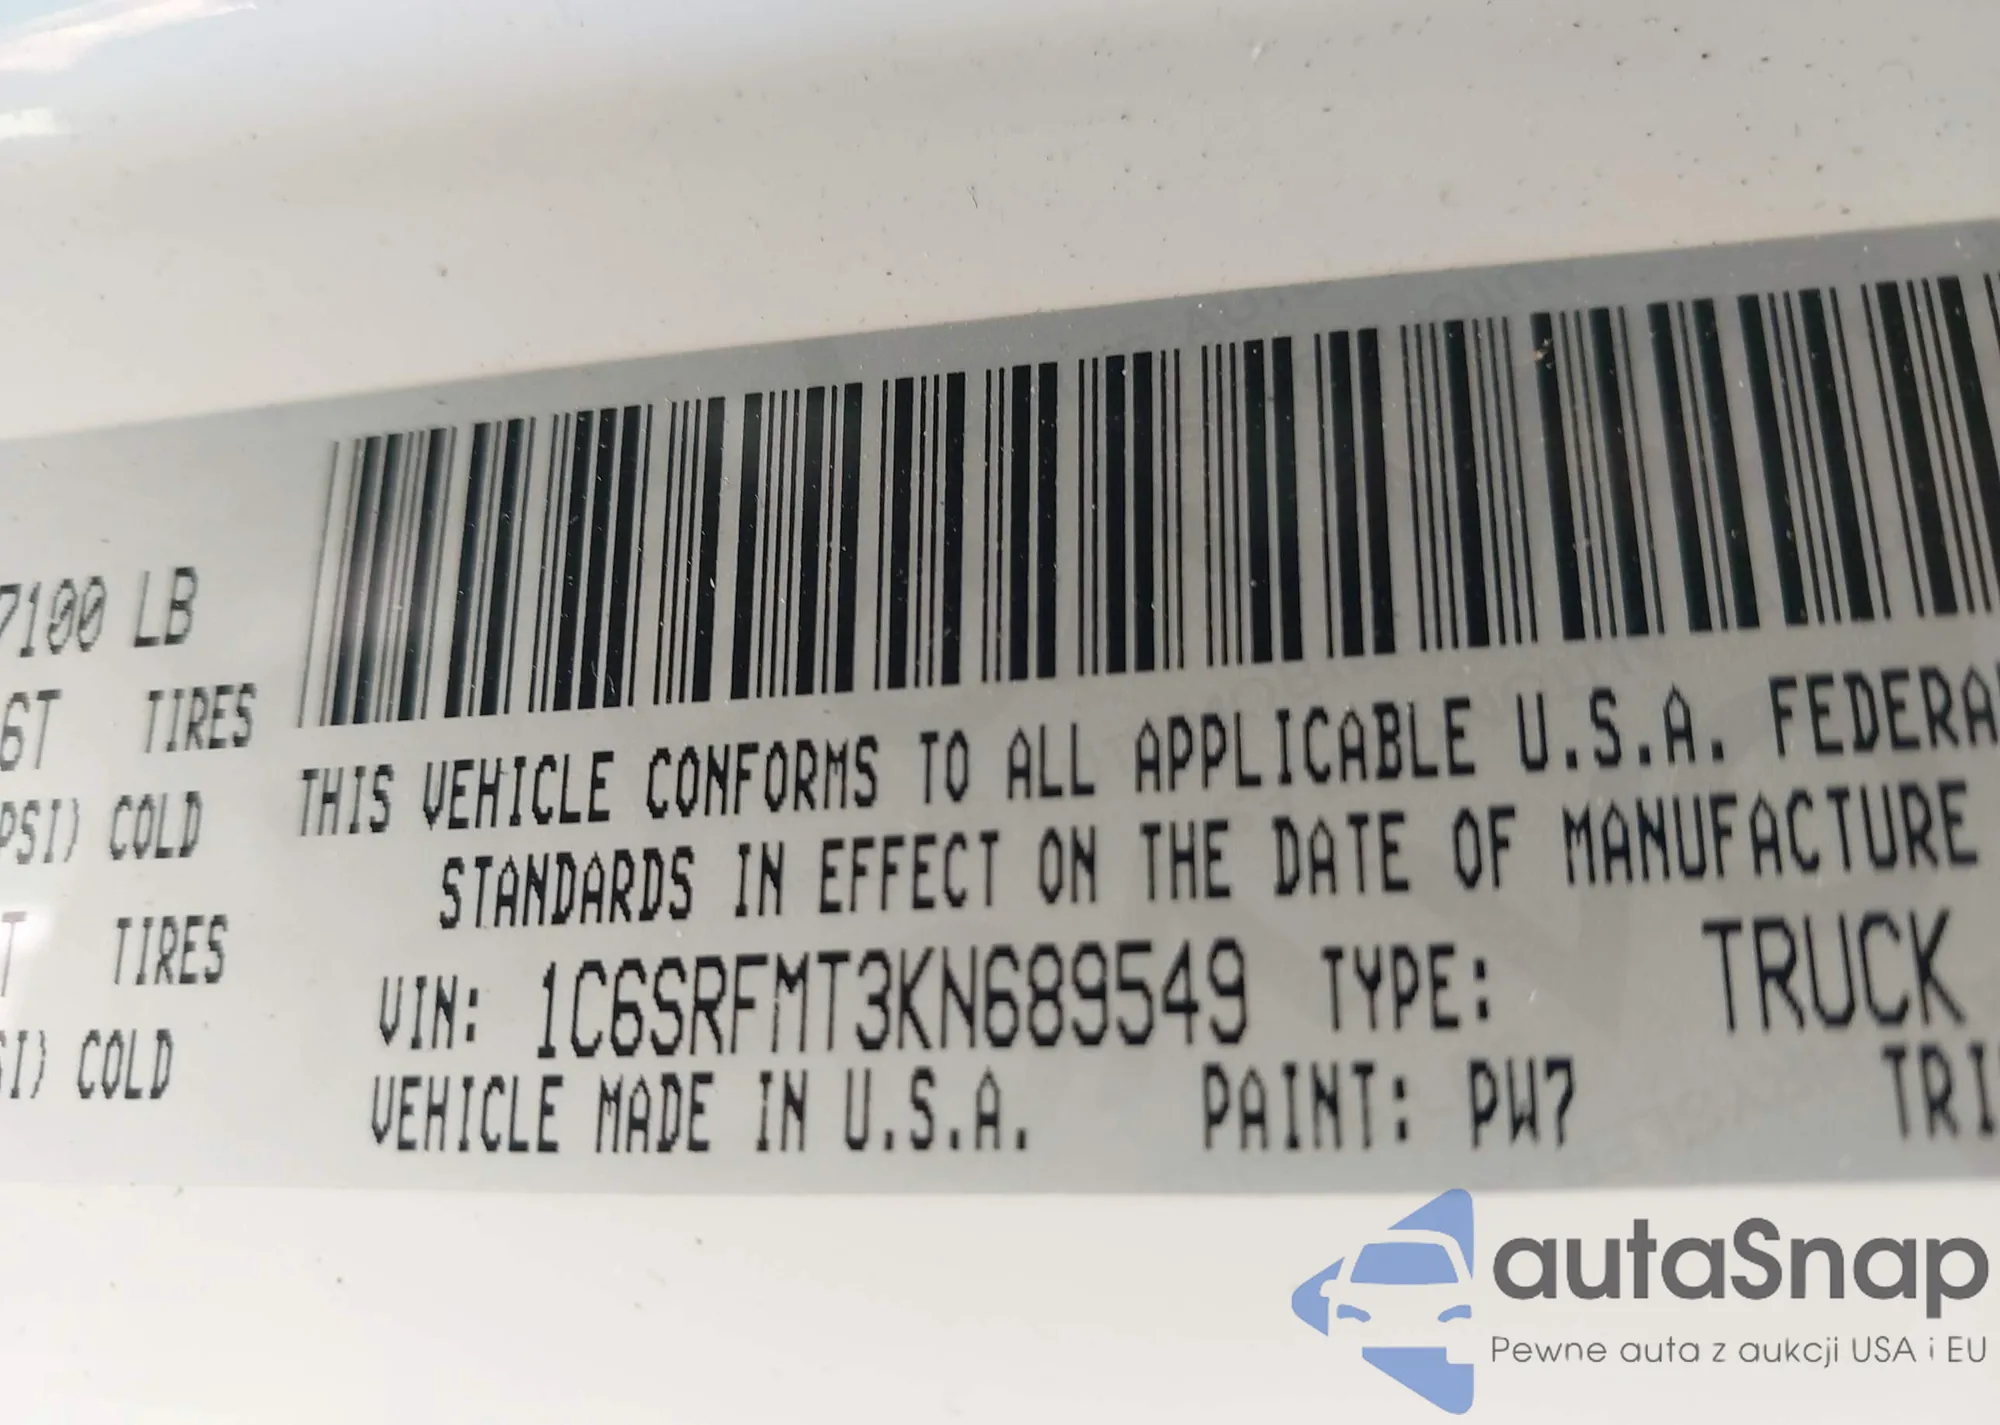 7100 LB
6T TIRES
PSI) COLD
T TIRES
SI) COLD
THIS VEHICLE CONFORMS TO ALL APPLICABLE U.S.A. FEDERA
STANDARDS IN EFFECT ON THE DATE OF MANUFACTURE
VIN: 1C6SRFMT3KN689549 TYPE: TRUCK
VEHICLE MADE IN U.S.A. PAINT: PW7 TRI
autaSnap
Pewne auta z aukcji USA i EU